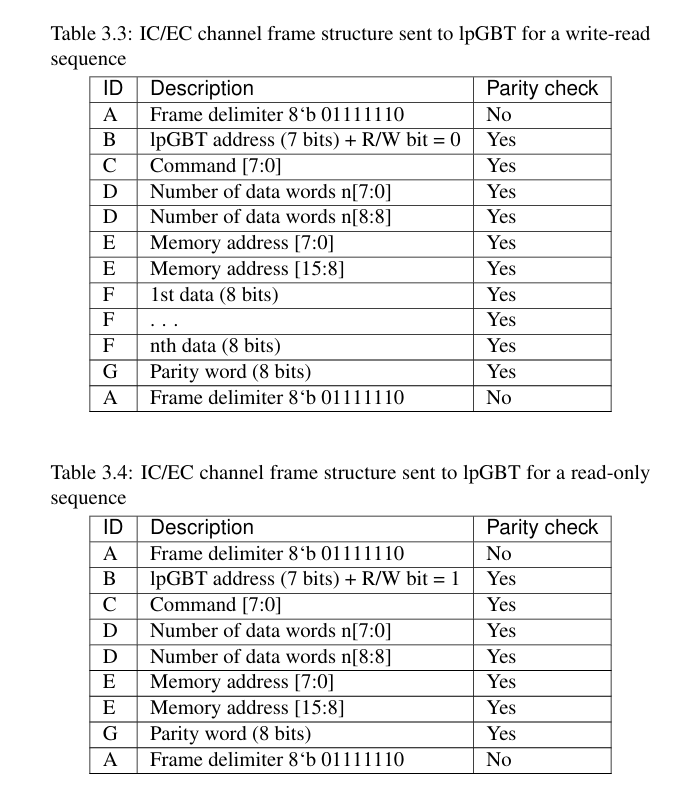 Table 3.3: IC/EC channel frame structure sent to lpGBT for a write-read
sequence
ID Description Parity check
A Frame delimiter 8‘b 01111110 No
B lpGBT address (7 bits) + R/W bit = 0 Yes
C Command [7:0] Yes
D Number of data words n[7:0] Yes
D Number of data words n[8:8] Yes
E Memory address [7:0] Yes
E Memory address [15:8] Yes
F 1st data (8 bits) Yes
F . . . Yes
F nth data (8 bits) Yes
G Parity word (8 bits) Yes
A Frame delimiter 8‘b 01111110 No
Table 3.4: IC/EC channel frame structure sent to lpGBT for a read-only
sequence
ID Description Parity check
A Frame delimiter 8‘b 01111110 No
B lpGBT address (7 bits) + R/W bit = 1 Yes
C Command [7:0] Yes
D Number of data words n[7:0] Yes
D Number of data words n[8:8] Yes
E Memory address [7:0] Yes
E Memory address [15:8] Yes
G Parity word (8 bits) Yes
A Frame delimiter 8‘b 01111110 No